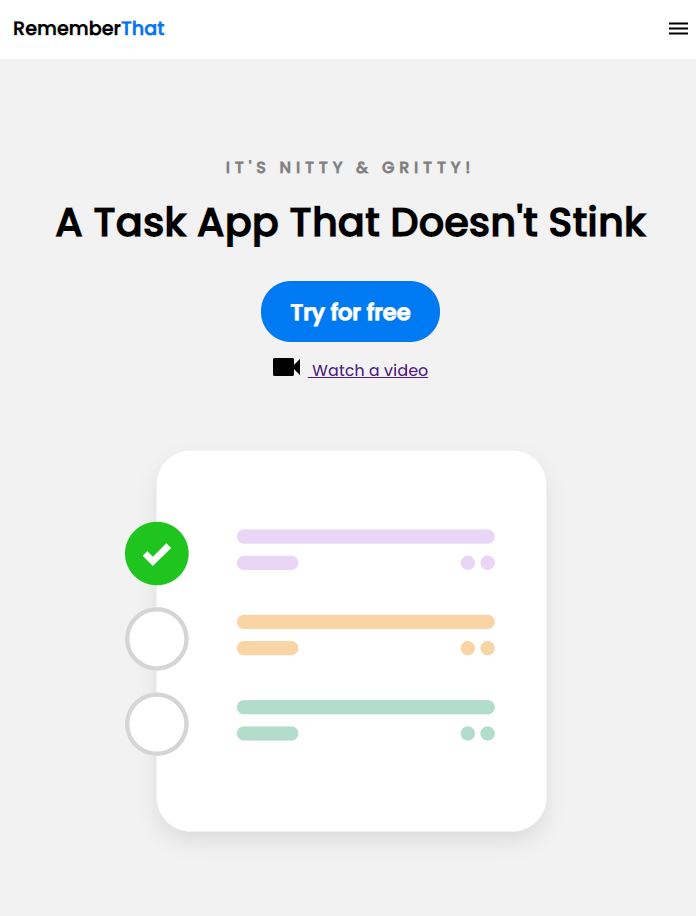 RememberThat
IT'S NITTY & GRITTY!
A Task App That Doesn't Stink
Try for free
Watch a video